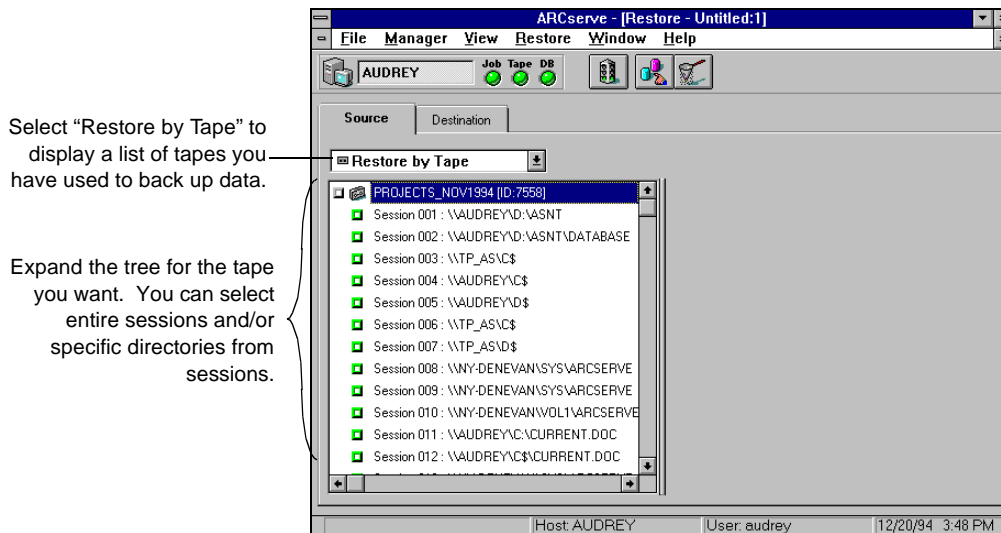 ARCserve - [Restore - Untitled:1]
File Manager View Restore Window Help
AUDREY
Job Tape DB
Source Destination
Select “Restore by Tape” to
display a list of tapes you
have used to back up data.
Restore by Tape
PROJECTS_NOV1994 [ID:7558]
Session 001 : \\AUDREY\D:\ASNT
Session 002 : \\AUDREY\D:\ASNT\DATABASE
Session 003 : \\TP_AS\C$
Session 004 : \\AUDREY\C$
Session 005 : \\AUDREY\D$
Session 006 : \\TP_AS\C$
Session 007 : \\TP_AS\D$
Session 008 : \\NY-DENEVAN\SYS\ARCSERVE
Session 009 : \\NY-DENEVAN\SYS\ARCSERVE
Session 010 : \\NY-DENEVAN\VOL1\ARCSERVE
Session 011 : \\AUDREY\C:\CURRENT.DOC
Session 012 : \\AUDREY\C$\CURRENT.DOC
Expand the tree for the tape
you want. You can select
entire sessions and/or
specific directories from
sessions.
Host: AUDREY User: audrey 12/20/94 3:48 PM